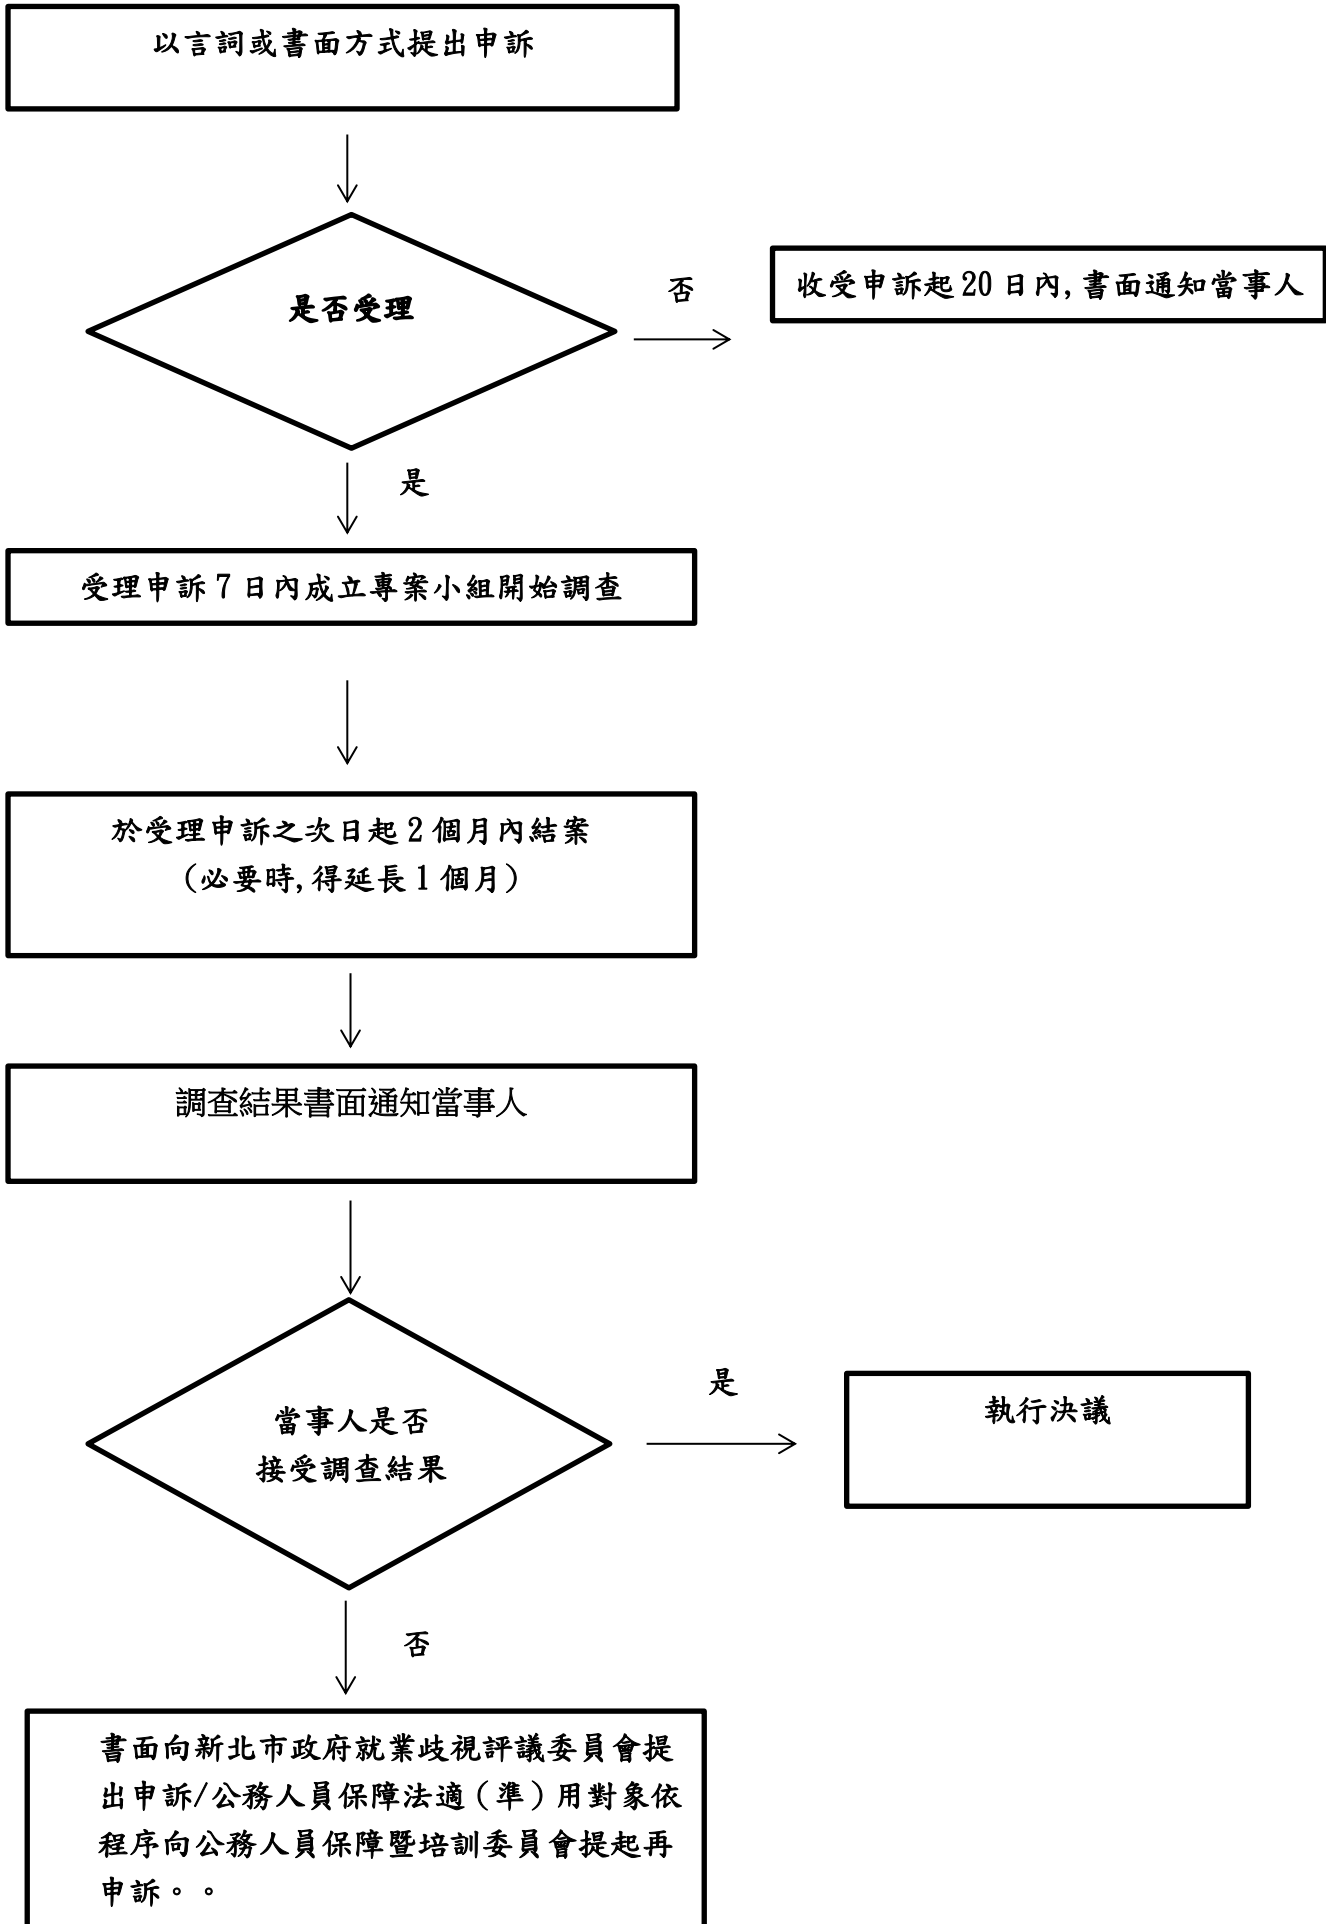 以言詞或書面方式提出申訴
是否受理
否
收受申訴起20日內,書面通知當事人
是
受理申訴7日內成立專案小組開始調查
於受理申訴之次日起2個月內結案
(必要時,得延長1個月)
調查結果書面通知當事人
當事人是否
接受調查結果
是
執行決議
否
書面向新北市政府就業歧視評議委員會提
出申訴/公務人員保障法適(準)用對象依
程序向公務人員保障暨培訓委員會提起再
申訴。。